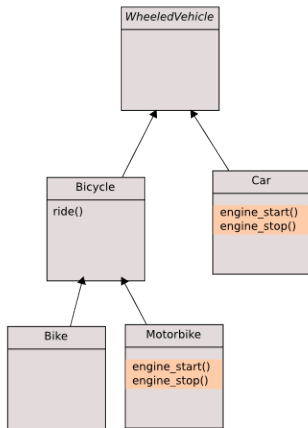 WheeledVehicle
Bicycle
ride()
Car
engine_start()
engine_stop()
Bike
Motorbike
engine_start()
engine_stop()